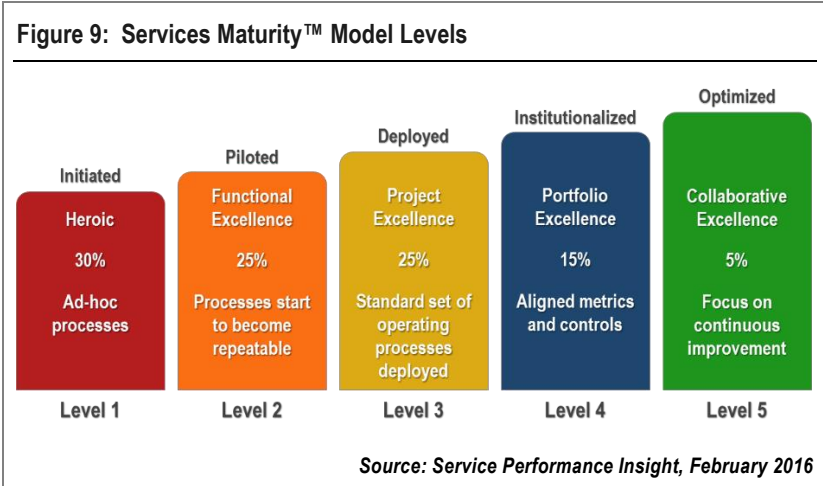 Figure 9:  Services Maturity™ Model Levels
Initiated
Heroic
30%
Ad-hoc
processes
Level 1
Piloted
Functional
Excellence
25%
Processes start
to become
repeatable
Level 2
Deployed
Project
Excellence
25%
Standard set of
operating
processes
deployed
Level 3
Institutionalized
Portfolio
Excellence
15%
Aligned metrics
and controls
Level 4
Optimized
Collaborative
Excellence
5%
Focus on
continuous
improvement
Level 5
Source: Service Performance Insight, February 2016